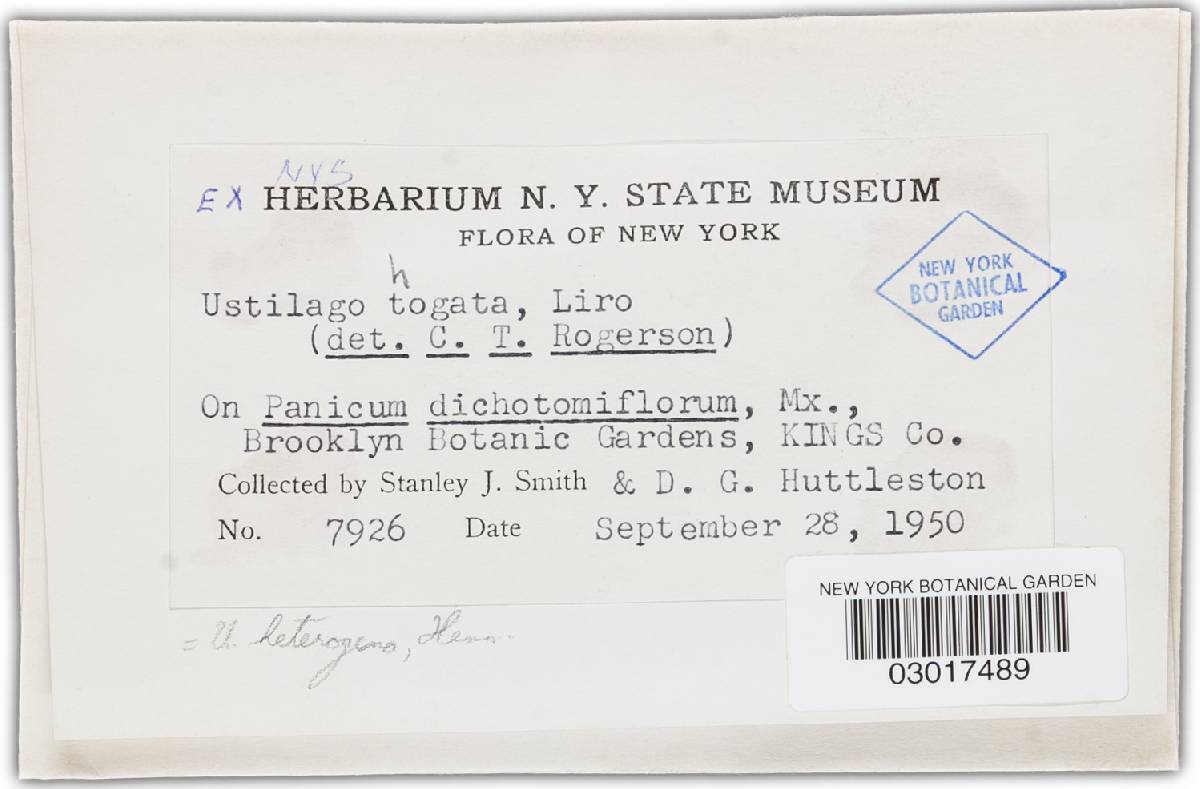 NYS
EX HERBARIUM N. Y. STATE MUSEUM
FLORA OF NEW YORK
h
Ustilago togata, Liro
(det. C. T. Rogerson)
NEW YORK
BOTANICAL
GARDEN
On Panicum dichotomiflorum, Mx.,
Brooklyn Botanic Gardens, KINGS Co.
Collected by Stanley J. Smith & D. G. Huttleston
No. 7926 Date September 28, 1950
= U. heterogena, Henn.
NEW YORK BOTANICAL GARDEN
03017489